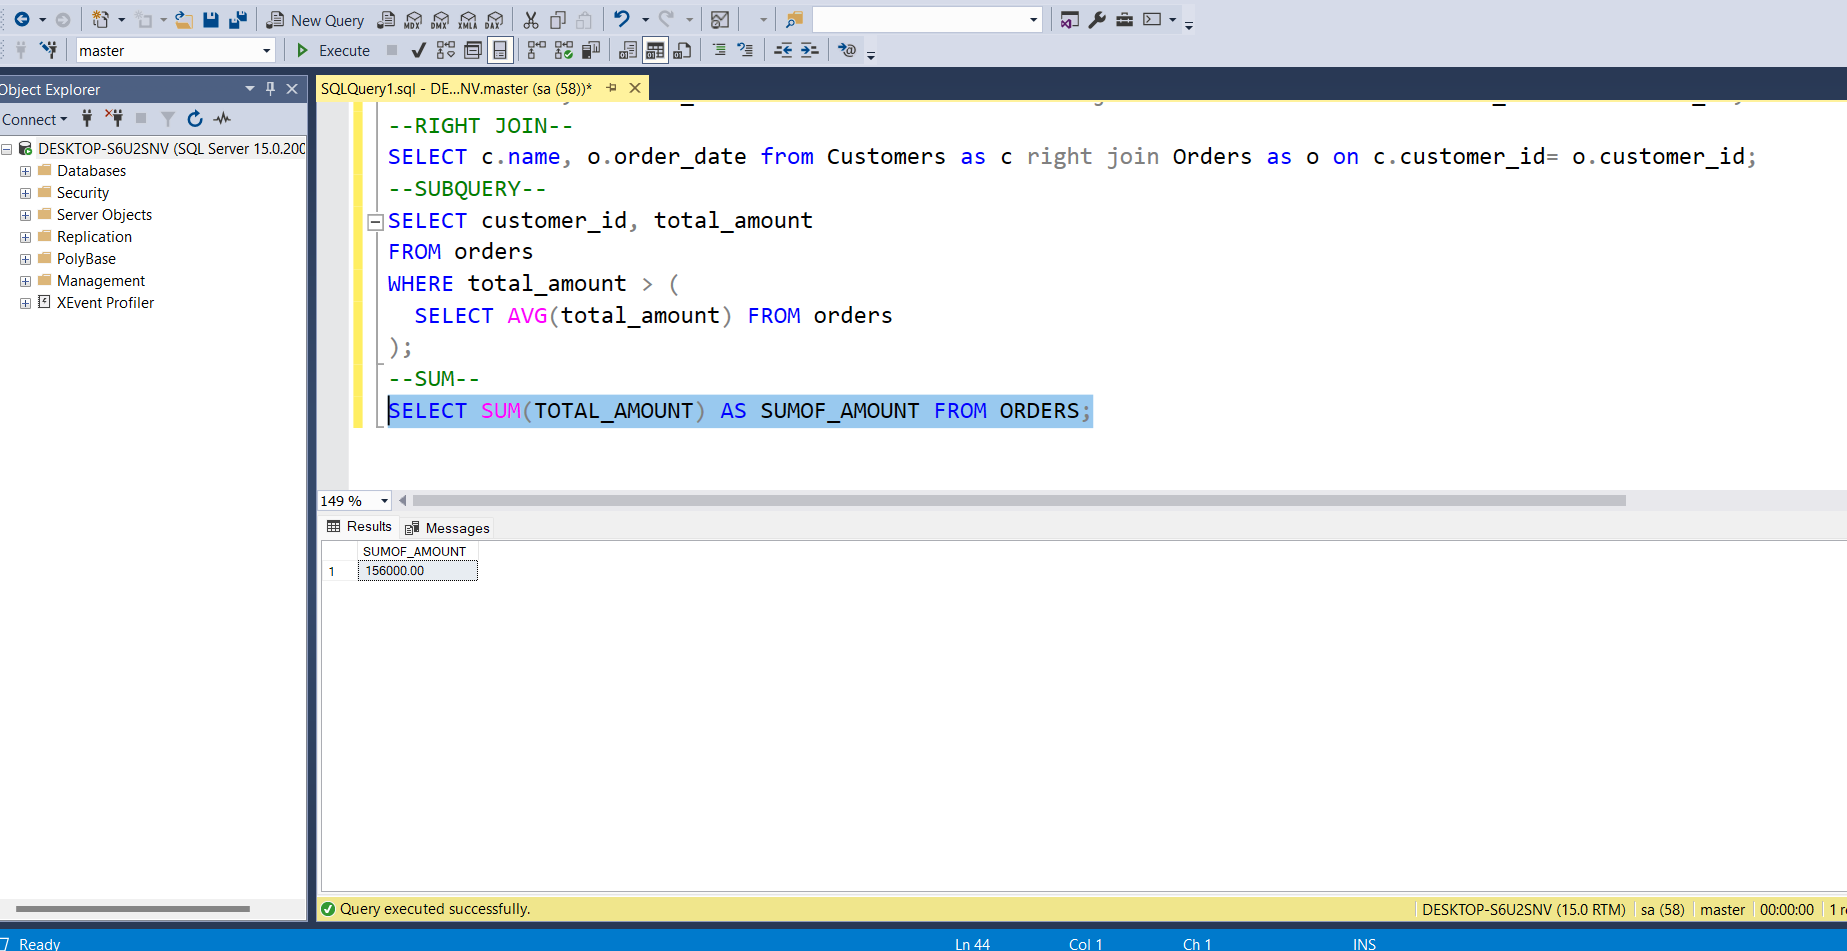 New Query
MDX DMX XMLA DAX
master
Execute
Object Explorer
SQLQuery1.sql - DE...NV.master (sa (58))*
Connect
DESKTOP-S6U2SNV (SQL Server 15.0.200
Databases
Security
Server Objects
Replication
PolyBase
Management
XEvent Profiler
--RIGHT JOIN--
SELECT c.name, o.order_date from Customers as c right join Orders as o on c.customer_id= o.customer_id;
--SUBQUERY--
SELECT customer_id, total_amount
FROM orders
WHERE total_amount > (
SELECT AVG(total_amount) FROM orders
);
--SUM--
SELECT SUM(TOTAL_AMOUNT) AS SUMOF_AMOUNT FROM ORDERS;
149 %
Results Messages
SUMOF_AMOUNT
1 156000.00
Query executed successfully.
DESKTOP-S6U2SNV (15.0 RTM) sa (58) master 00:00:00 1
Ready Ln 44 Col 1 Ch 1 INS